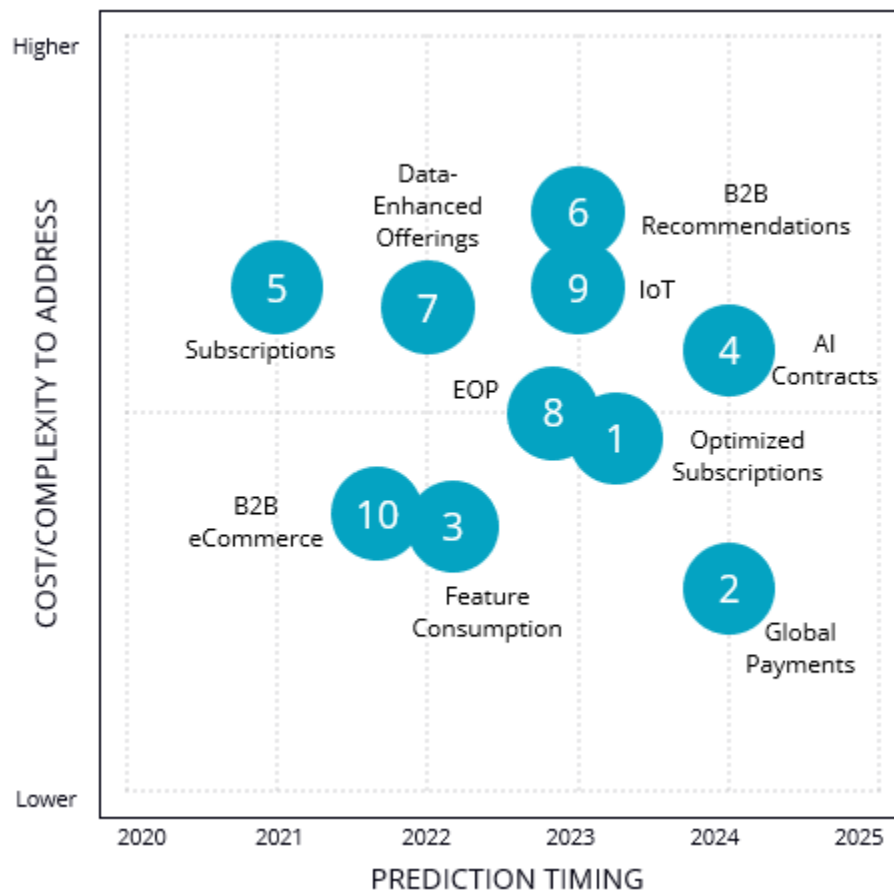 Higher
COST/COMPLEXITY TO ADDRESS
Lower
Data-
Enhanced
Offerings
6
B2B
Recommendations
5
Subscriptions
7
9
IoT
4
AI
Contracts
EOP
8
1
Optimized
Subscriptions
B2B
eCommerce
10
3
Feature
Consumption
2
Global
Payments
2020
2021
2022
2023
2024
2025
PREDICTION TIMING